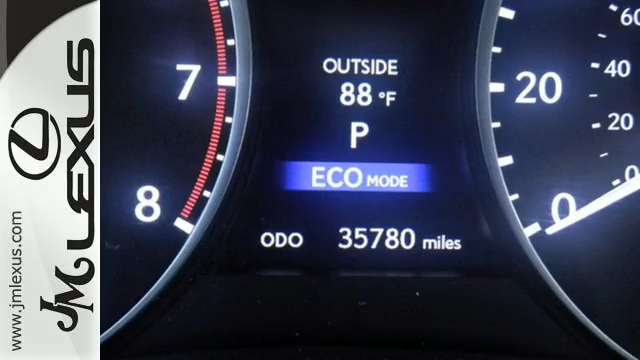 www.jmlexus.com
JM LEXUS
7
8
OUTSIDE
88 °F
P
ECO MODE
ODO 35780 miles
60
40
20
20
0
0